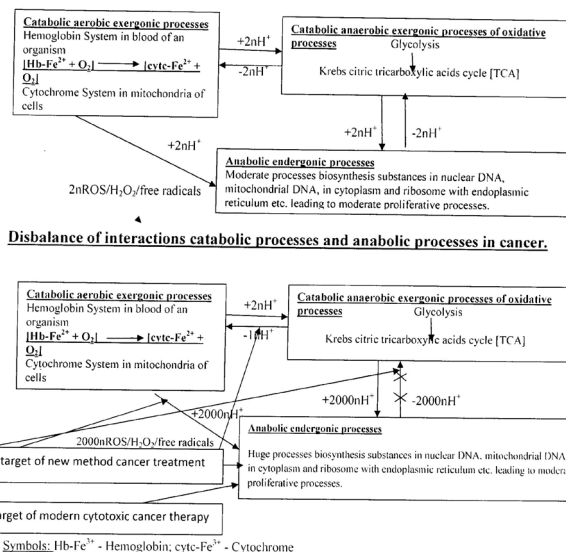 Catabolic aerobic exergonic processes
Hemoglobin System in blood of an
organism
[Hb-Fe²⁺ + O₂] [cytc-Fe²⁺ +
O₂]
Cytochrome System in mitochondria of
cells
+2nH⁺
-2nH⁺
Catabolic anaerobic exergonic processes of oxidative
processes Glycolysis
Krebs citric tricarboxylic acids cycle [TCA]
+2nH⁺
+2nH⁺ -2nH⁺
2nROS/H₂O₂/free radicals
Anabolic endergonic processes
Moderate processes biosynthesis substances in nuclear DNA,
mitochondrial DNA, in cytoplasm and ribosome with endoplasmic
reticulum etc. leading to moderate proliferative processes.
Disbalance of interactions catabolic processes and anabolic processes in cancer.
Catabolic aerobic exergonic processes
Hemoglobin System in blood of an
organism
[Hb-Fe²⁺ + O₂] [cytc-Fe²⁺ +
O₂]
Cytochrome System in mitochondria of
cells
+2nH⁺
Catabolic anaerobic exergonic processes of oxidative
processes Glycolysis
Krebs citric tricarboxylic acids cycle [TCA]
+2000nH⁺
+2000nH⁺ -2000nH⁺
2000nROS/H₂O₂/free radicals
target of new method cancer treatment
Anabolic endergonic processes
Huge processes biosynthesis substances in nuclear DNA, mitochondrial DNA
in cytoplasm and ribosome with endoplasmic reticulum etc. leading to modera
proliferative processes.
arget of modern cytotoxic cancer therapy
Symbols: Hb-Fe³⁺ - Hemoglobin; cytc-Fe³⁺ - Cytochrome